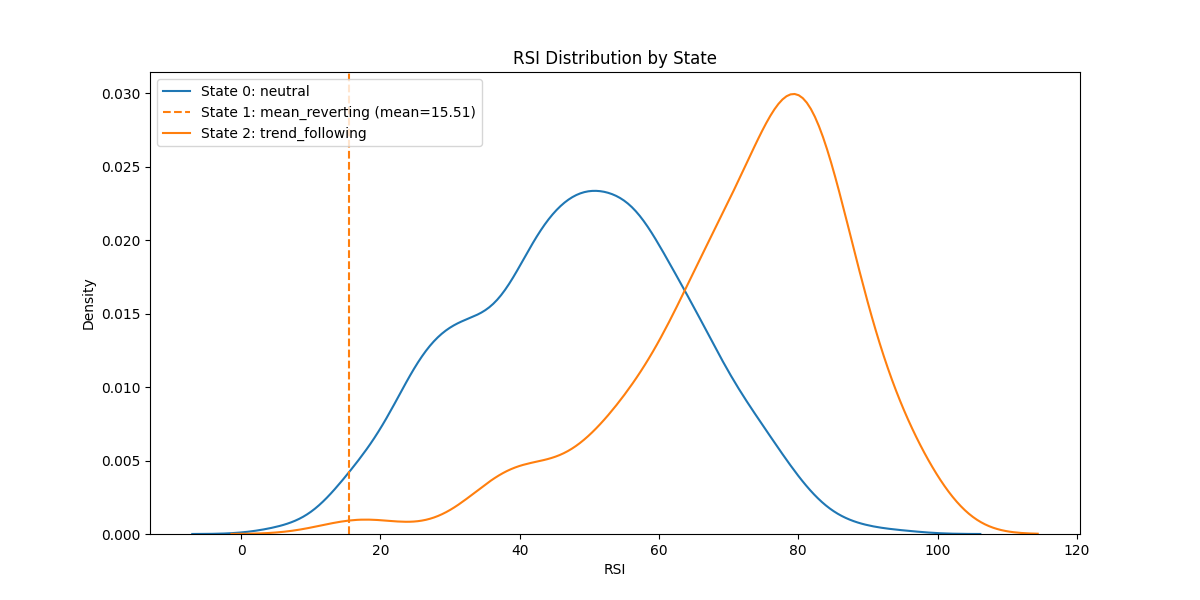 RSI Distribution by State
State 0: neutral
State 1: mean_reverting (mean=15.51)
State 2: trend_following
Density
0.030
0.025
0.020
0.015
0.010
0.005
0.000
0 20 40 60 80 100 120
RSI